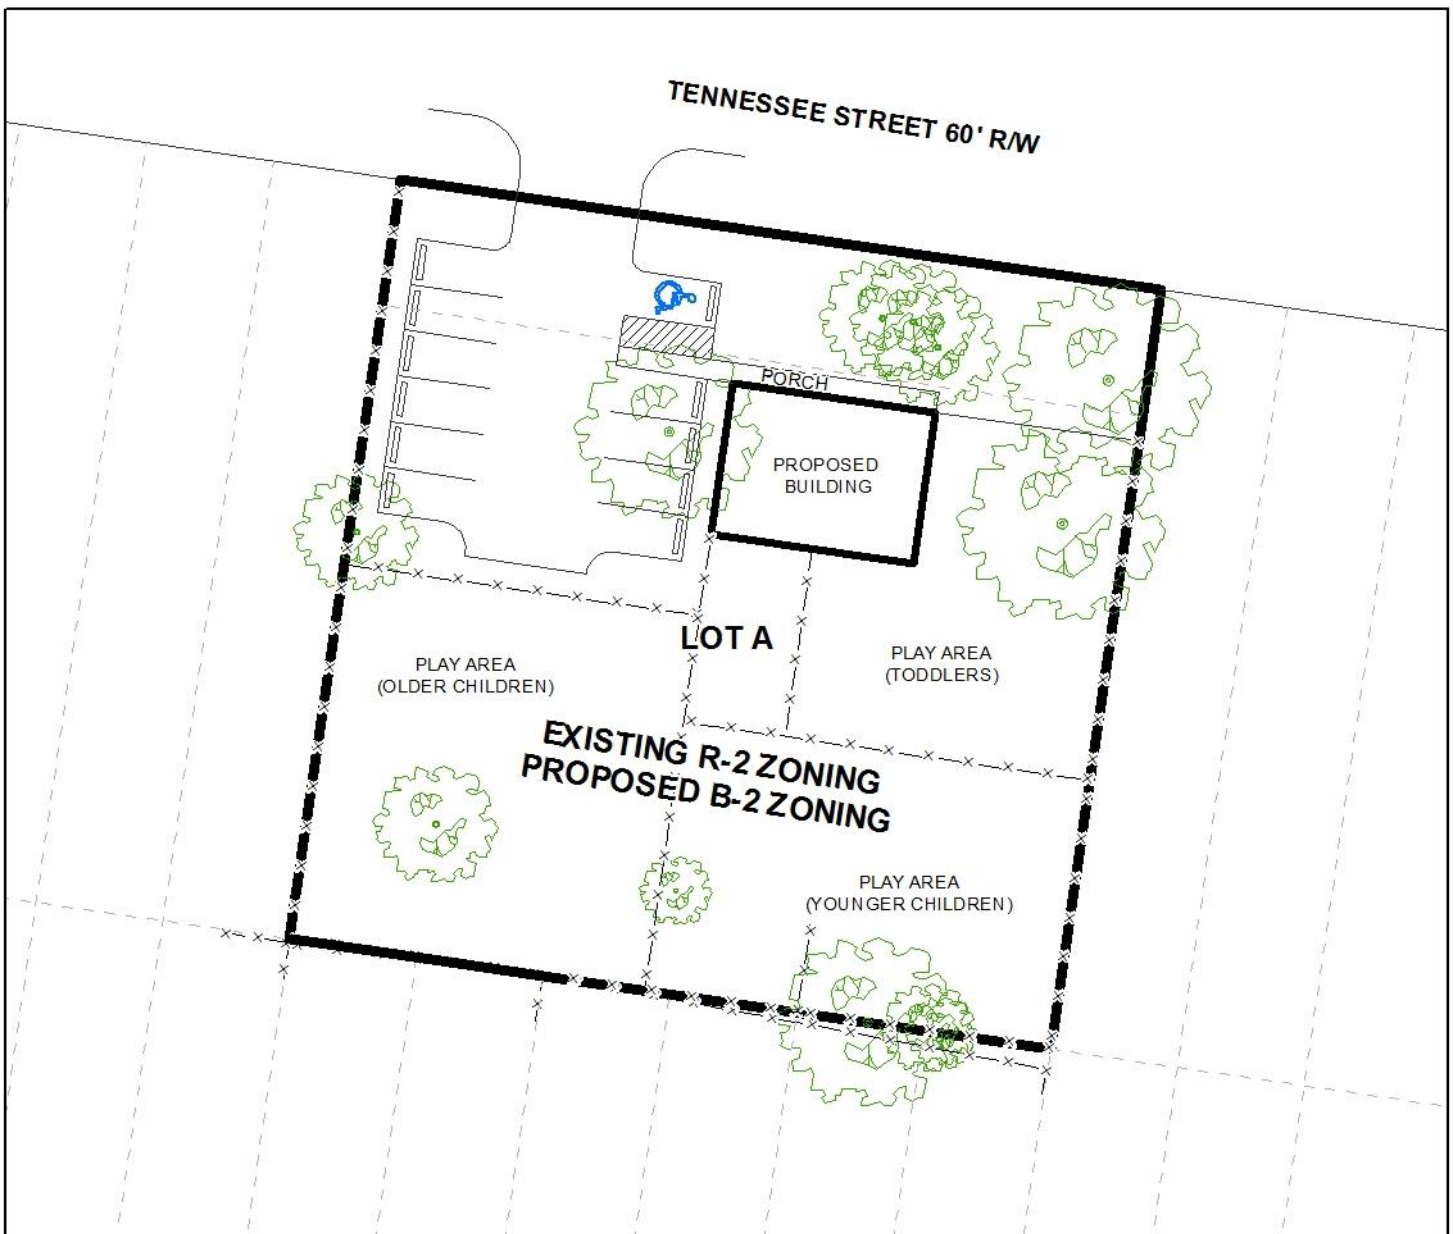 TENNESSEE STREET 60' R/W
PORCH
PROPOSED
BUILDING
LOT A
PLAY AREA
(OLDER CHILDREN)
PLAY AREA
(TODDLERS)
EXISTING R-2 ZONING
PROPOSED B-2 ZONING
PLAY AREA
(YOUNGER CHILDREN)